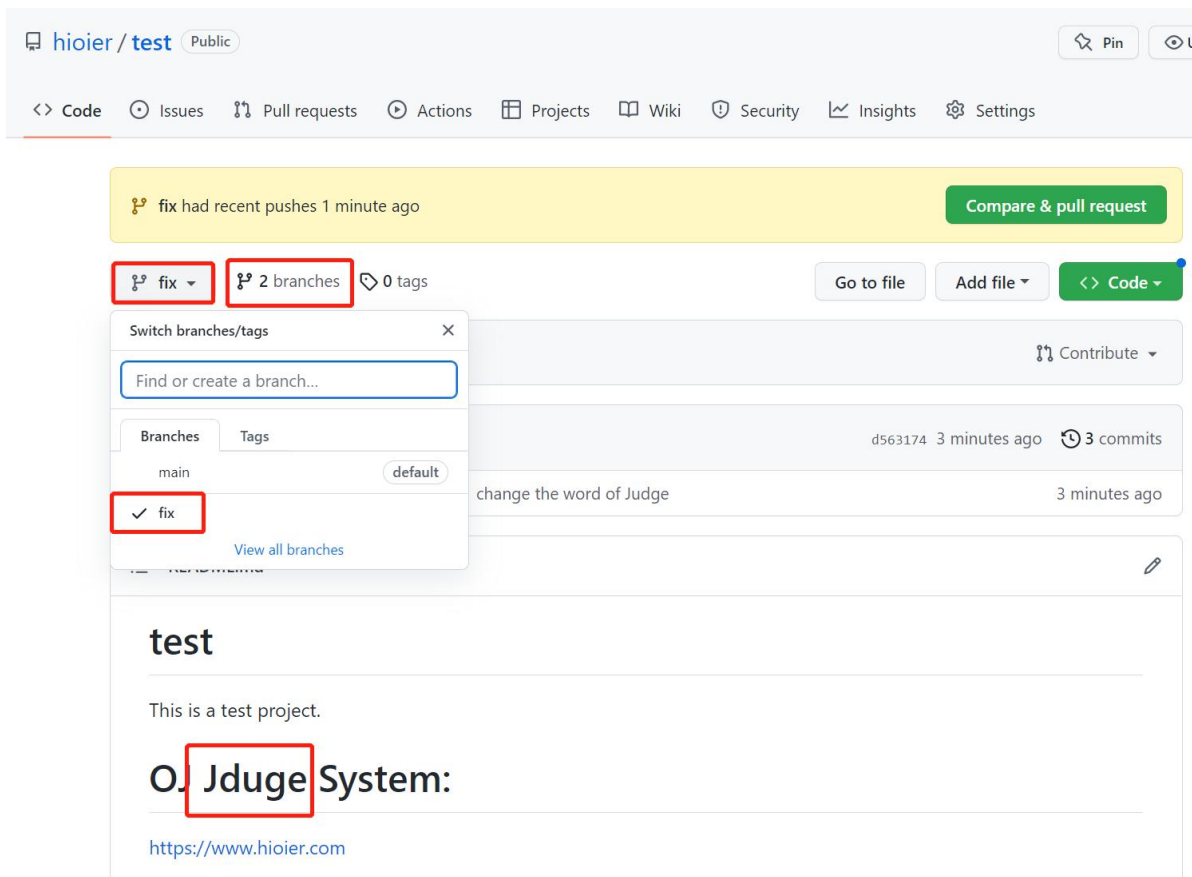 hioier / test Public
Pin
Code Issues Pull requests Actions Projects Wiki Security Insights Settings
fix had recent pushes 1 minute ago
Compare & pull request
fix 2 branches 0 tags
Go to file Add file Code
Switch branches/tags
Contribute
Find or create a branch...
Branches Tags
d563174 3 minutes ago 3 commits
main default
change the word of Judge 3 minutes ago
fix
View all branches
test
This is a test project.
OJ Jduge System:
https://www.hioier.com